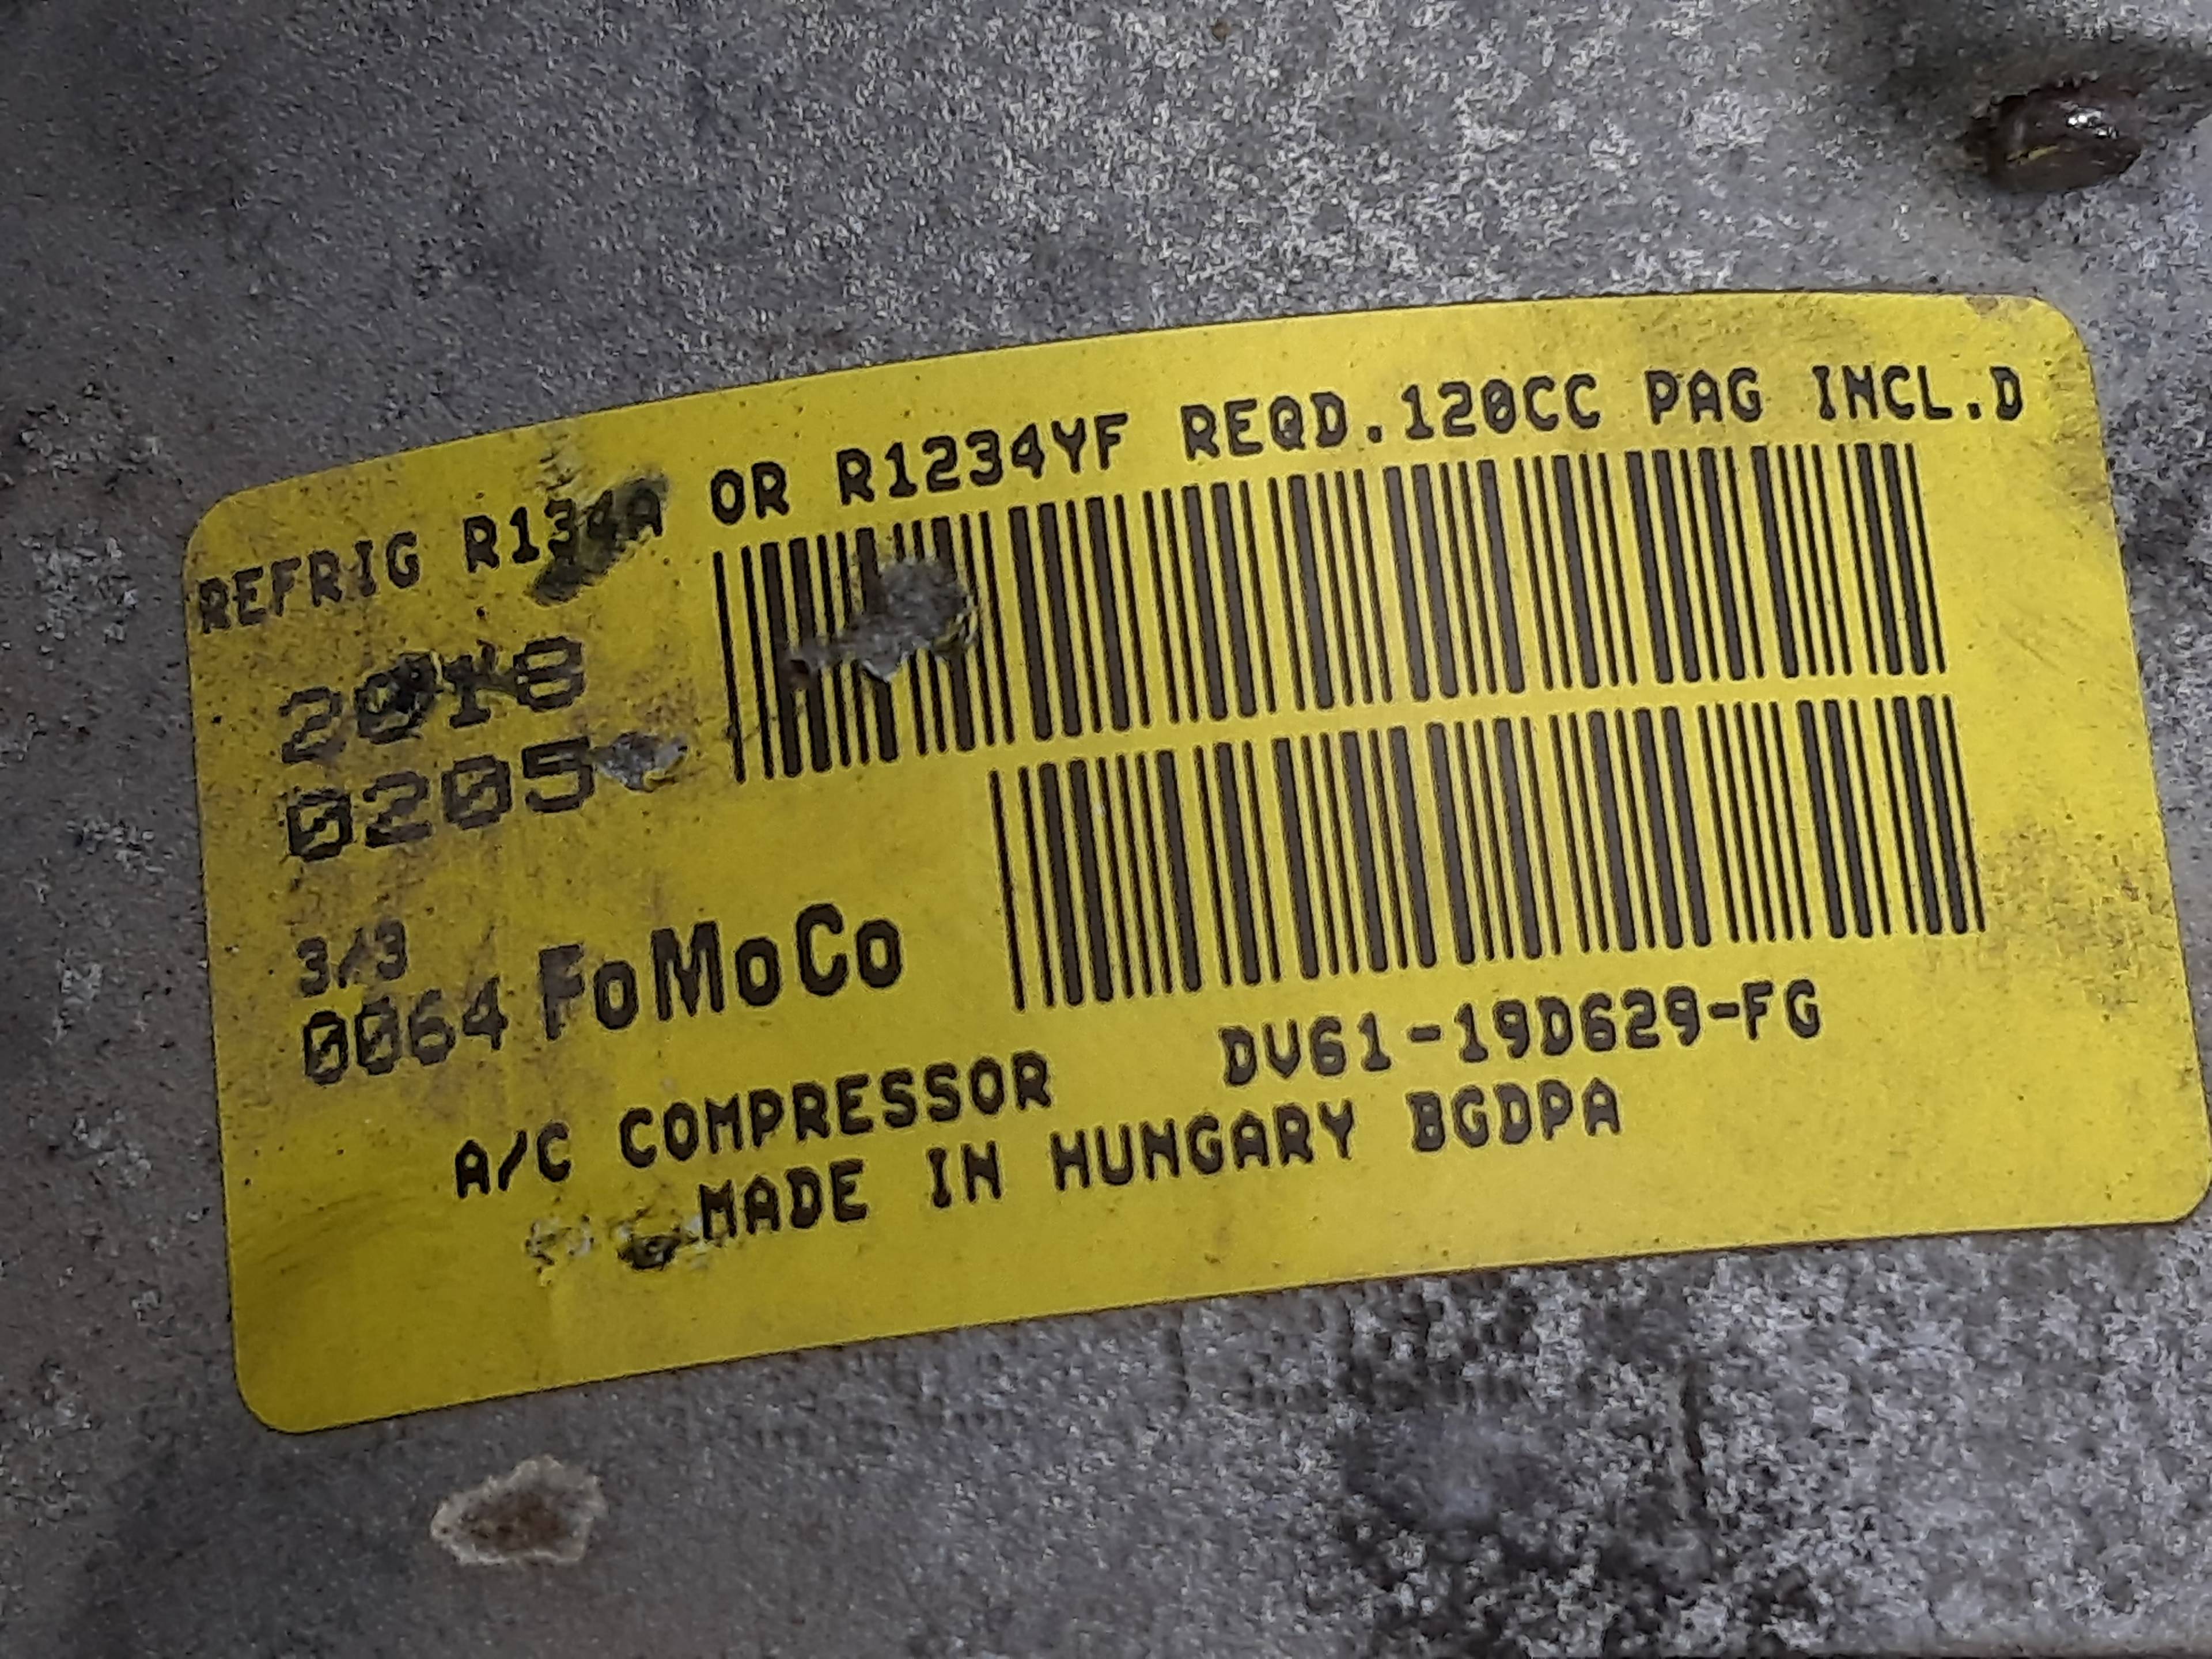 REFRIG R134A OR R1234YF REQD.120CC PAG INCL.D
2018
0205
3/3
0064 FoMoCo
A/C COMPRESSOR DV61-19D629-FG
MADE IN HUNGARY BGDPA